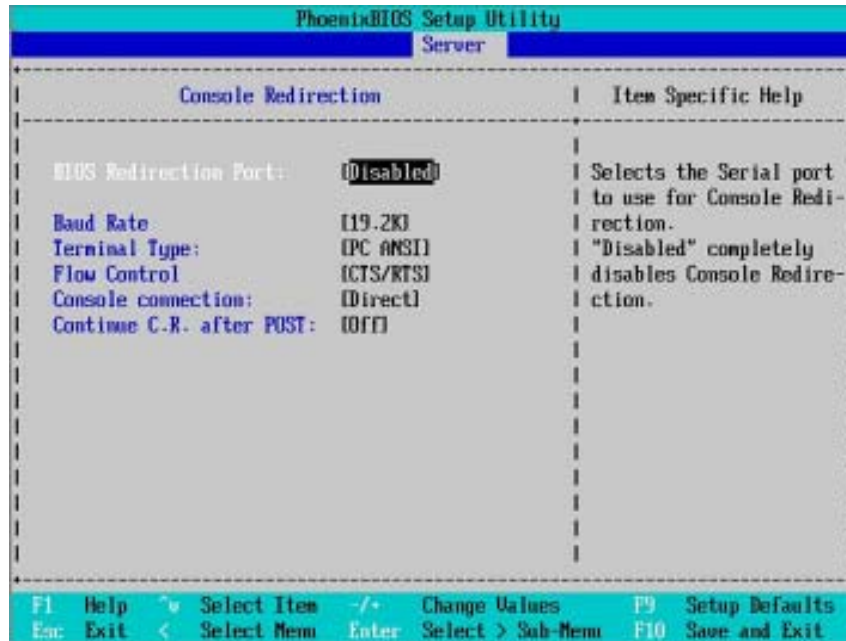 PhoenixBIOS Setup Utility
Server
Console Redirection
Item Specific Help
BIOS Redirection Port: [Disabled]
Baud Rate [19.2K]
Terminal Type: [PC ANSI]
Flow Control [CTS/RTS]
Console connection: [Direct]
Continue C.R. after POST: [Off]
Selects the Serial port
to use for Console Redi-
rection.
"Disabled" completely
disables Console Redire-
ction.
F1 Help ^v Select Item -/+ Change Values F9 Setup Defaults
Esc Exit < Select Menu Enter Select > Sub-Menu F10 Save and Exit